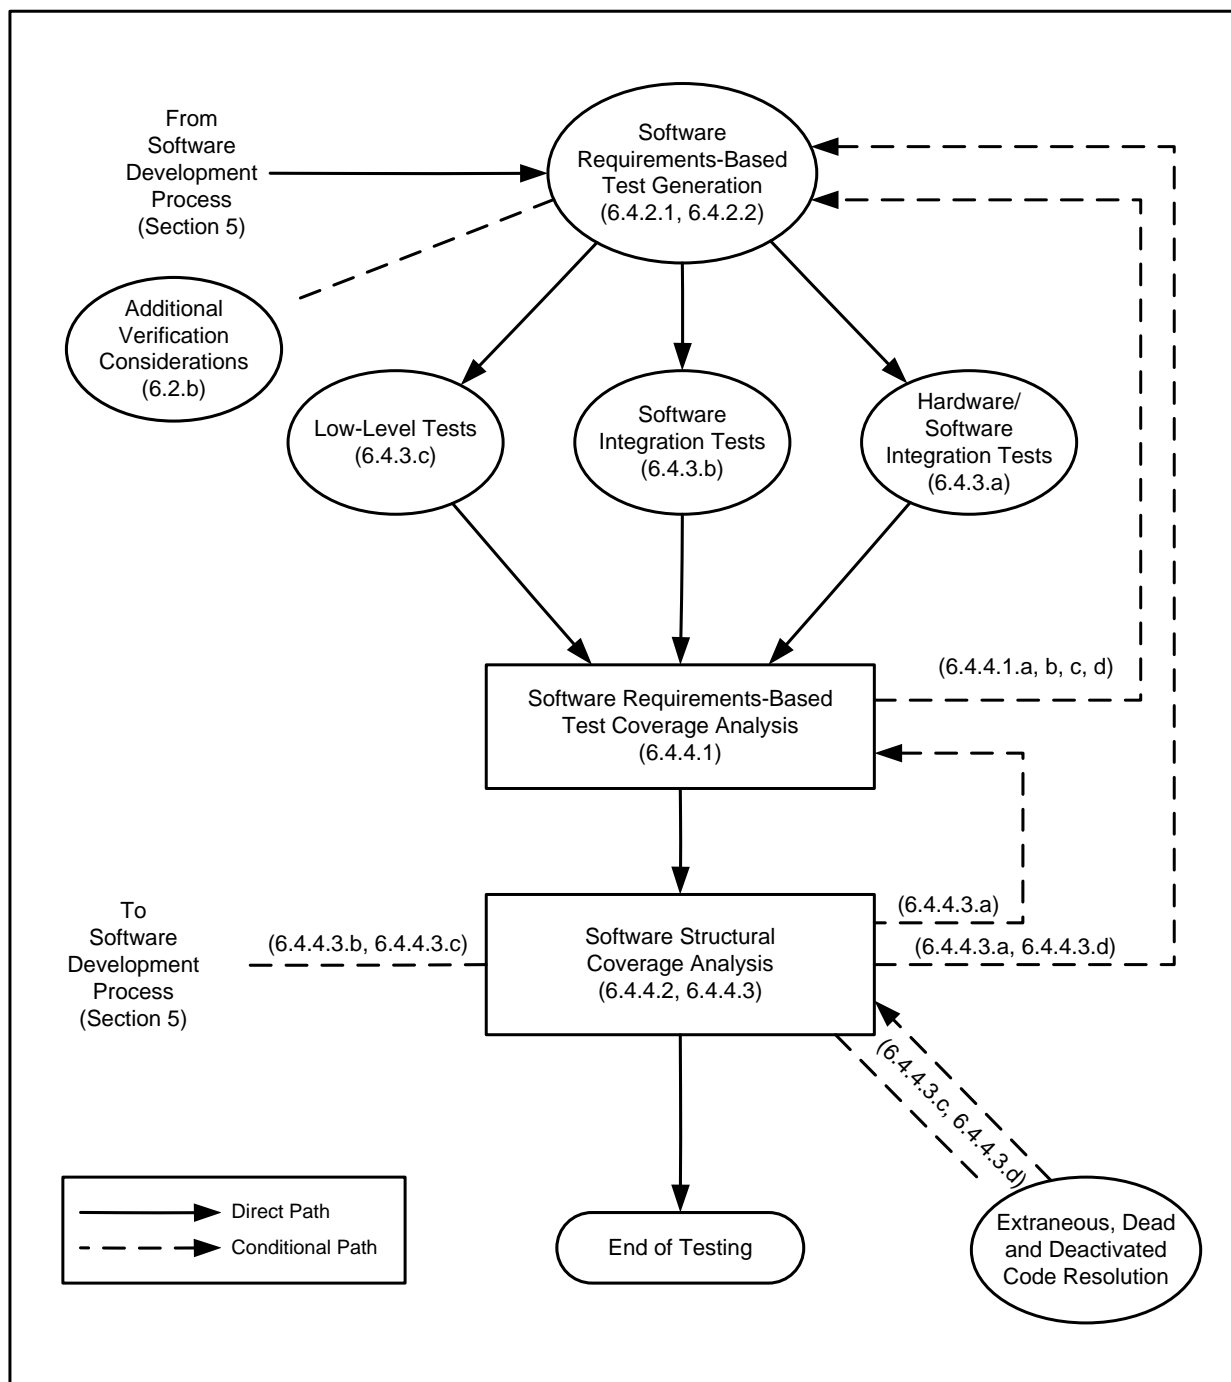 From
Software
Development
Process
(Section 5)
Software
Requirements-Based
Test Generation
(6.4.2.1, 6.4.2.2)
Additional
Verification
Considerations
(6.2.b)
Low-Level Tests
(6.4.3.c)
Software
Integration Tests
(6.4.3.b)
Hardware/
Software
Integration Tests
(6.4.3.a)
(6.4.4.1.a, b, c, d)
Software Requirements-Based
Test Coverage Analysis
(6.4.4.1)
To
Software
Development
Process
(Section 5)
(6.4.4.3.b, 6.4.4.3.c)
Software Structural
Coverage Analysis
(6.4.4.2, 6.4.4.3)
(6.4.4.3.a)
(6.4.4.3.a, 6.4.4.3.d)
(6.4.4.3.c, 6.4.4.3.d)
Direct Path
Conditional Path
End of Testing
Extraneous, Dead
and Deactivated
Code Resolution